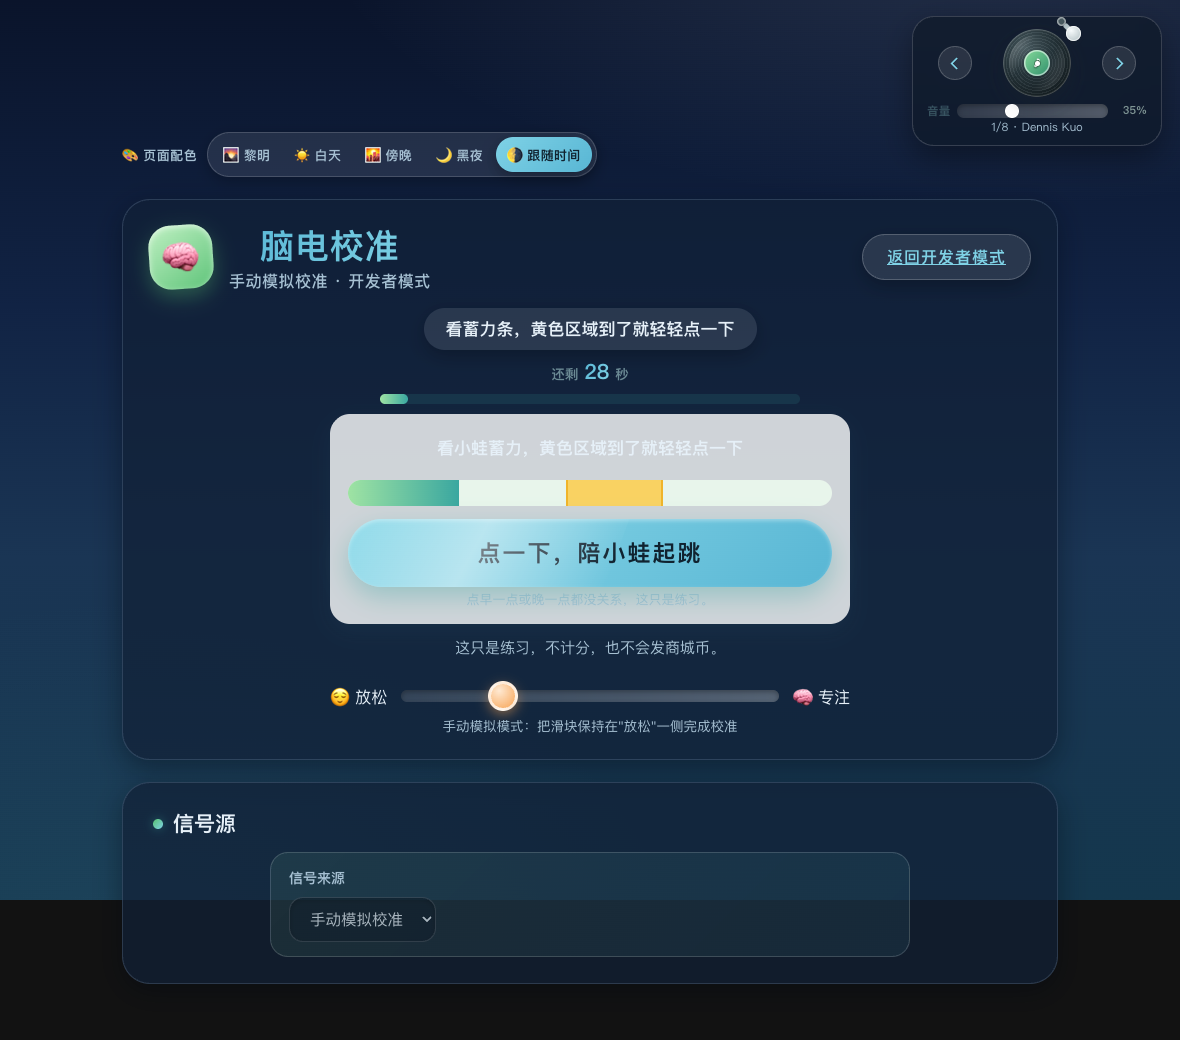 音量 35%
1/8 · Dennis Kuo
页面配色 黎明 白天 傍晚 黑夜 跟随时间
脑电校准
手动模拟校准 · 开发者模式
返回开发者模式
看蓄力条，黄色区域到了就轻轻点一下
还剩 28 秒
看小蛙蓄力，黄色区域到了就轻轻点一下
点一下，陪小蛙起跳
点早一点或晚一点都没关系，这只是练习。
这只是练习，不计分，也不会发商城币。
放松 专注
手动模拟模式：把滑块保持在"放松"一侧完成校准
信号源
信号来源
手动模拟校准